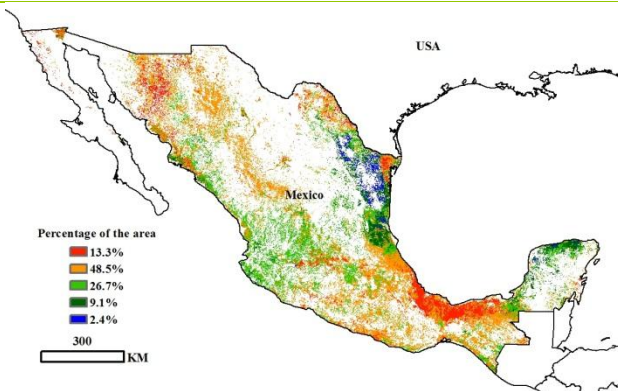 USA
Mexico
Percentage of the area
13.3%
48.5%
26.7%
9.1%
2.4%
300
KM